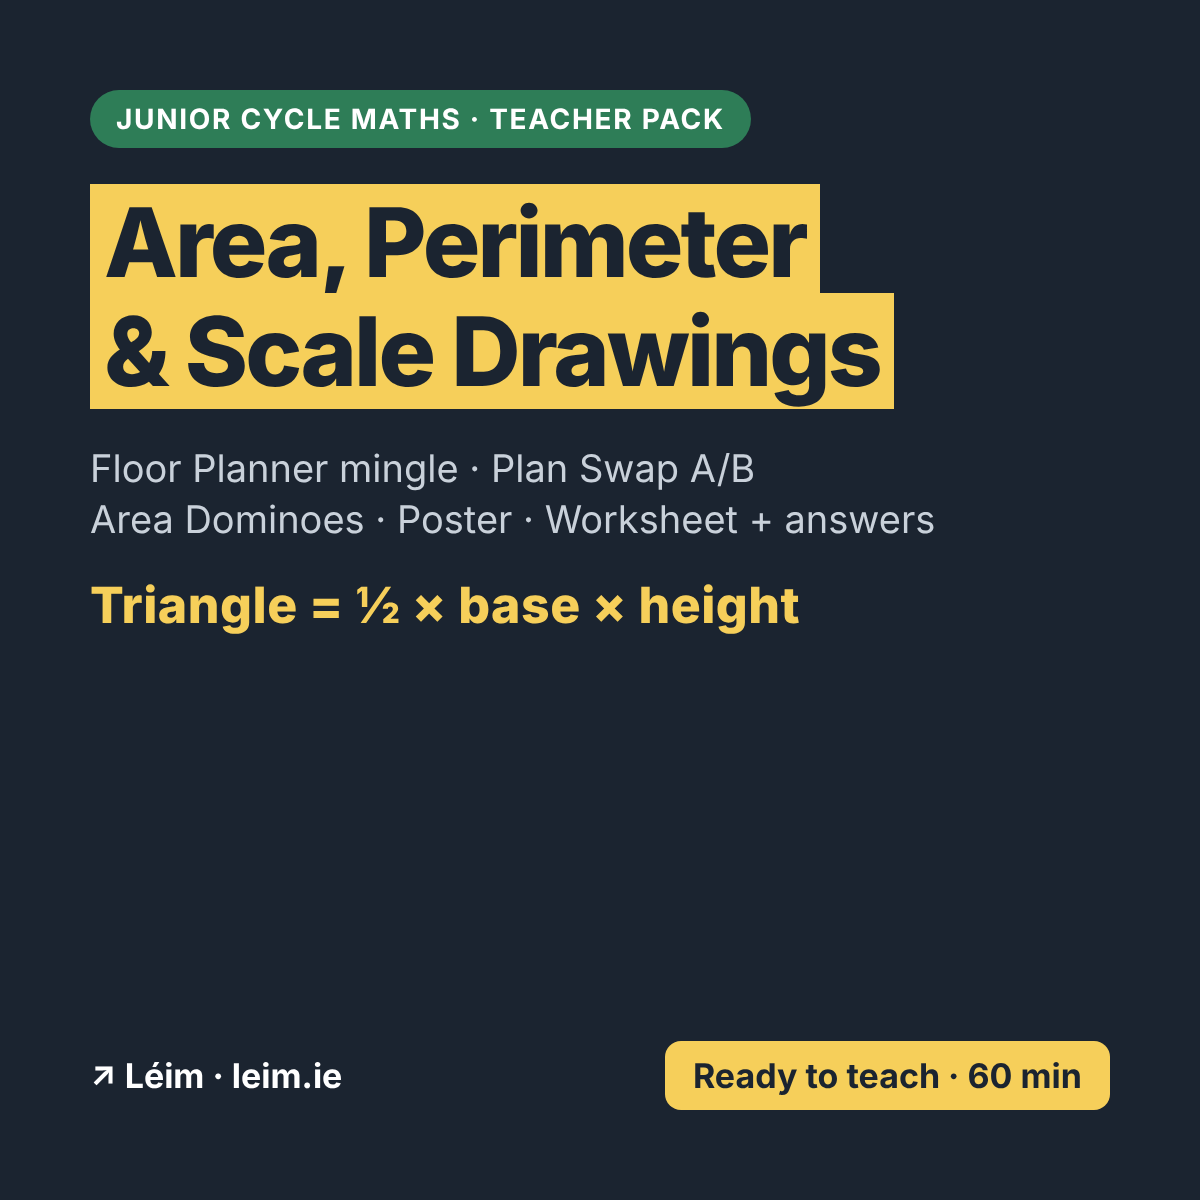 JUNIOR CYCLE MATHS · TEACHER PACK
Area, Perimeter
& Scale Drawings
Floor Planner mingle · Plan Swap A/B
Area Dominoes · Poster · Worksheet + answers
Triangle = ½ × base × height
↗ Léim · leim.ie
Ready to teach · 60 min